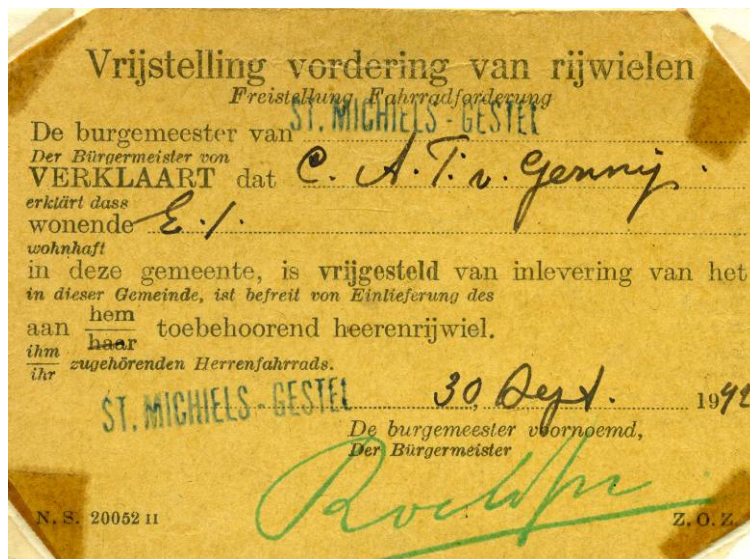 Vrijstelling vordering van rijwielen
Freistellung Fahrradforderung
De burgemeester van ST. MICHIELS-GESTEL
Der Bürgermeister von
VERKLAART dat C. A. T. v.
erklärt dass
wonende E.1.
wohnhaft
in deze gemeente, is vrijgesteld van inlevering van het
in dieser Gemeinde, ist befreit von Einlieferung des
aan hem haar toebehoorend heerenrijwiel.
ihm ihr zugehörenden Herrenfahrrads.
ST. MICHIELS-GESTEL 30 Sept. 1942
De burgemeester voornoemd,
Der Bürgermeister
N.S. 20052 II Z.O.Z.